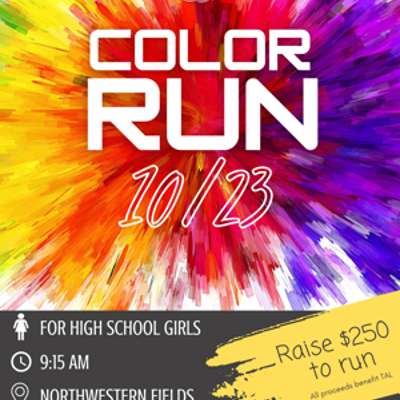 COLOR
RUN
10/23
FOR HIGH SCHOOL GIRLS
9:15 AM
NORTHWESTERN FIELDS
Raise $250
to run
All proceeds benefit TAL